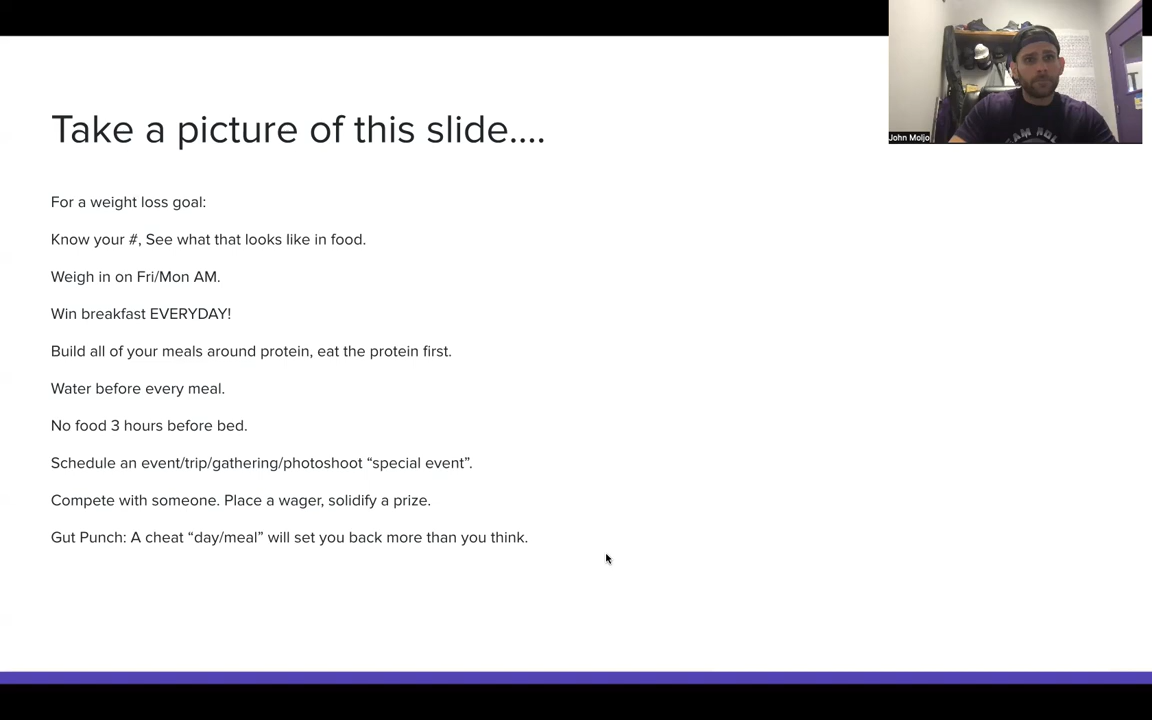 Take a picture of this slide....
For a weight loss goal:
Know your #, See what that looks like in food.
Weigh in on Fri/Mon AM.
Win breakfast EVERYDAY!
Build all of your meals around protein, eat the protein first.
Water before every meal.
No food 3 hours before bed.
Schedule an event/trip/gathering/photoshoot “special event”.
Compete with someone. Place a wager, solidify a prize.
Gut Punch: A cheat “day/meal” will set you back more than you think.
John Moljo